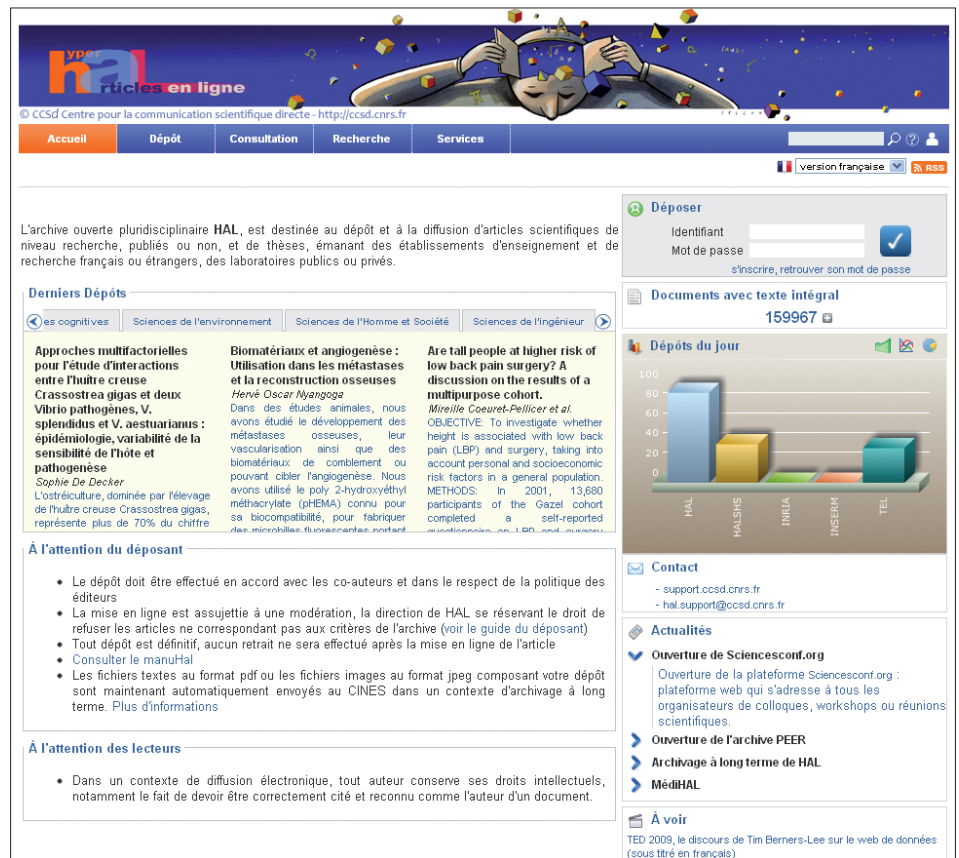 yper
hal
rticles en ligne
© CCSd Centre pour la communication scientifique directe - http://ccsd.cnrs.fr
Accueil Dépôt Consultation Recherche Services
version française RSS
L'archive ouverte pluridisciplinaire HAL, est destinée au dépôt et à la diffusion d'articles scientifiques de
niveau recherche, publiés ou non, et de thèses, émanant des établissements d'enseignement et de
recherche français ou étrangers, des laboratoires publics ou privés.
Derniers Dépôts
es cognitives Sciences de l'environnement Sciences de l'Homme et Société Sciences de l'ingénieur
Approches multifactorielles
pour l'étude d'interactions
entre l'huître creuse
Crassostrea gigas et deux
Vibrio pathogènes, V.
splendidus et V. aestuarianus :
épidémiologie, variabilité de la
sensibilité de l'hôte et
pathogenèse
Sophie De Decker
L'ostréiculture, dominée par l'élevage
de l'huître creuse Crassostrea gigas,
représente plus de 70% du chiffre
Biomatériaux et angiogenèse :
Utilisation dans les métastases
et la reconstruction osseuses
Hervé Oscar Nyangoga
Dans des études animales, nous
avons étudié le développement des
métastases osseuses, leur
vascularisation ainsi que des
biomatériaux de comblement ou
pouvant cibler l'angiogenèse. Nous
avons utilisé le poly 2-hydroxyéthyl
méthacrylate (pHEMA) connu pour
sa biocompatibilité, pour fabriquer
des microbilles fluorescentes portant
Are tall people at higher risk of
low back pain surgery? A
discussion on the results of a
multipurpose cohort.
Mireille Coeuret-Pellicer et al.
OBJECTIVE: To investigate whether
height is associated with low back
pain (LBP) and surgery, taking into
account personal and socioeconomic
risk factors in a general population.
METHODS: In 2001, 13,680
participants of the Gazel cohort
completed a self-reported
questionnaire on LBP and surgery
À l'attention du déposant
• Le dépôt doit être effectué en accord avec les co-auteurs et dans le respect de la politique des
éditeurs
• La mise en ligne est assujettie à une modération, la direction de HAL se réservant le droit de
refuser les articles ne correspondant pas aux critères de l'archive (voir le guide du déposant)
• Tout dépôt est définitif, aucun retrait ne sera effectué après la mise en ligne de l'article
• Consulter le manuHal
• Les fichiers textes au format pdf ou les fichiers images au format jpeg composant votre dépôt
sont maintenant automatiquement envoyés au CINES dans un contexte d'archivage à long
terme. Plus d'informations
À l'attention des lecteurs
• Dans un contexte de diffusion électronique, tout auteur conserve ses droits intellectuels,
notamment le fait de devoir être correctement cité et reconnu comme l'auteur d'un document.
Déposer
Identifiant
Mot de passe
s'inscrire, retrouver son mot de passe
Documents avec texte intégral
159967
Dépôts du jour
100
80
60
40
20
0
HAL
HALSHS
INRIA
INSERM
TEL
Contact
- support.ccsd.cnrs.fr
- hal.support@ccsd.cnrs.fr
Actualités
Ouverture de Sciencesconf.org
Ouverture de la plateforme Sciencesconf.org :
plateforme web qui s'adresse à tous les
organisateurs de colloques, workshops ou réunions
scientifiques.
Ouverture de l'archive PEER
Archivage à long terme de HAL
MédiHAL
À voir
TED 2009, le discours de Tim Berners-Lee sur le web de données
(sous titré en français)